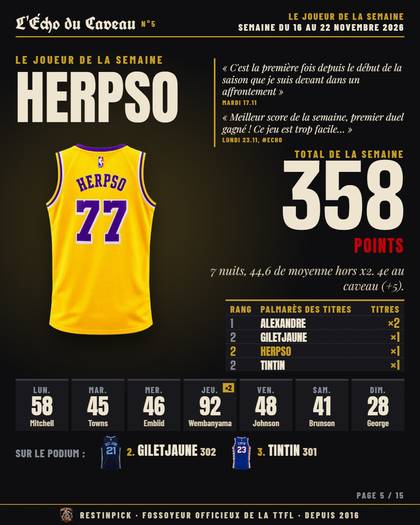 L'Écho du Caveau N°5
LE JOUEUR DE LA SEMAINE
SEMAINE DU 16 AU 22 NOVEMBRE 2026
LE JOUEUR DE LA SEMAINE
HERPSO
« C'est la première fois depuis le début de la
saison que je suis devant dans un
affrontement »
MARDI 17.11
« Meilleur score de la semaine, premier duel
gagné ! Ce jeu est trop facile... »
LUNDI 23.11, #ECHO
HERPSO
77
TOTAL DE LA SEMAINE
358
POINTS
7 nuits, 44,6 de moyenne hors x2. 4e au
caveau (+5).
RANG PALMARÈS DES TITRES TITRES
1 ALEXANDRE ×2
2 GILETJAUNE ×1
2 HERPSO ×1
2 TINTIN ×1
LUN. MAR. MER. JEU. ×2 VEN. SAM. DIM.
58 45 46 92 48 41 28
Mitchell Towns Embiid Wembanyama Johnson Brunson George
SUR LE PODIUM : 21 2. GILETJAUNE 302 23 3. TINTIN 301
PAGE 5 / 15
RESTINPICK · FOSSOYEUR OFFICIEUX DE LA TTFL · DEPUIS 2016